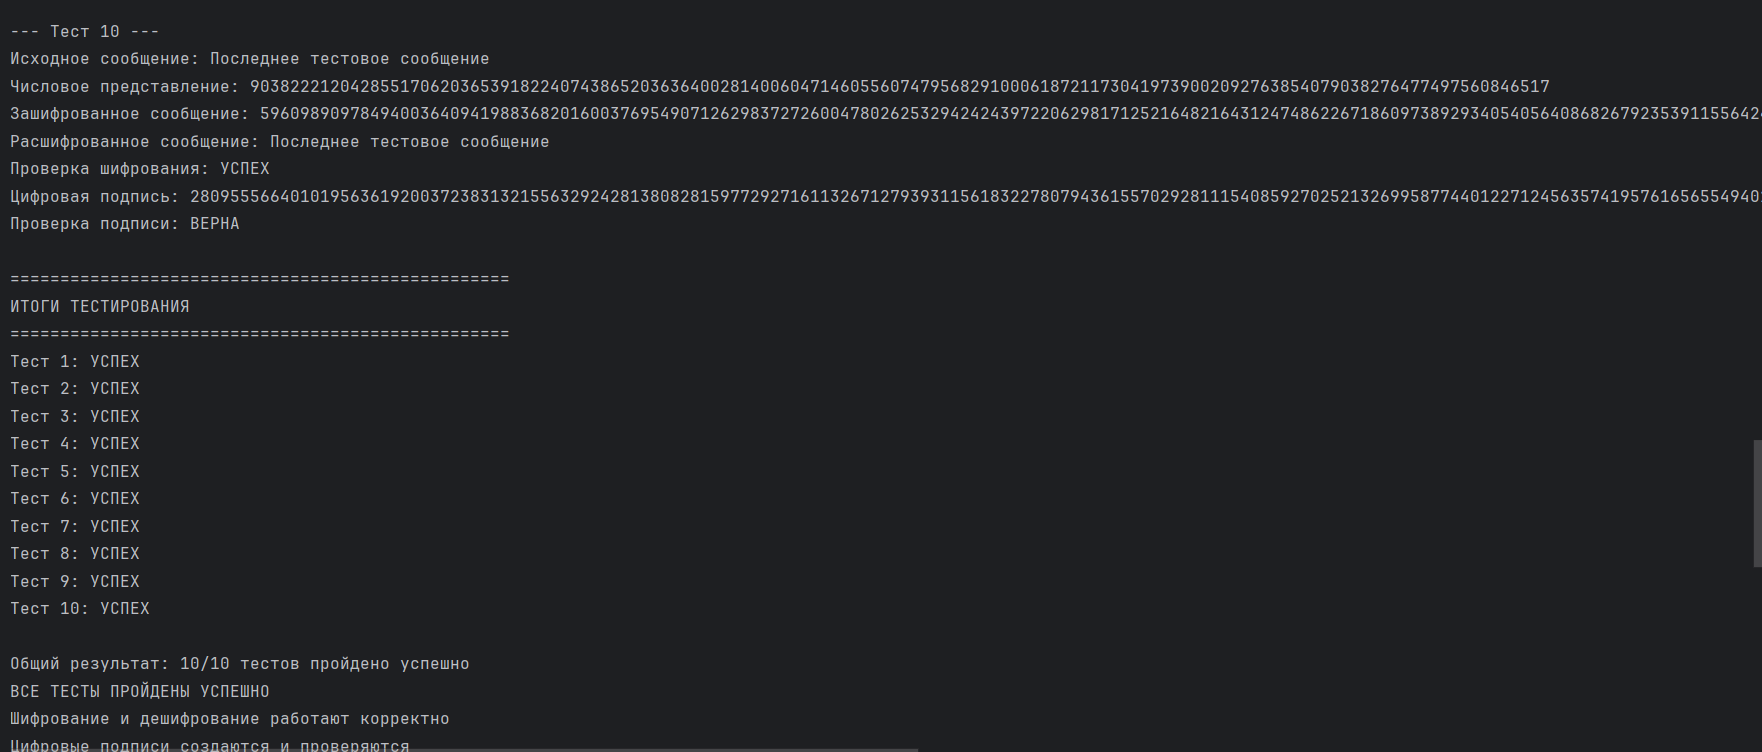 --- Тест 10 ---
Исходное сообщение: Последнее тестовое сообщение
Числовое представление: 9038222120428551706203653918224074386520363640028140060471460556074795682910006187211730419739002092763854079038276477497560846517
Зашифрованное сообщение: 5960989097849400364094198836820160037695490712629837272600478026253294242439722062981712521648216431247486226718609738929340540564086826792353911556426
Расшифрованное сообщение: Последнее тестовое сообщение
Проверка шифрования: УСПЕХ
Цифровая подпись: 2809555664010195636192003723831321556329242813808281597729271611326712793931156183227807943615570292811154085927025213269958774401227124563574195761656554940
Проверка подписи: ВЕРНА
==================================================
ИТОГИ ТЕСТИРОВАНИЯ
==================================================
Тест 1: УСПЕХ
Тест 2: УСПЕХ
Тест 3: УСПЕХ
Тест 4: УСПЕХ
Тест 5: УСПЕХ
Тест 6: УСПЕХ
Тест 7: УСПЕХ
Тест 8: УСПЕХ
Тест 9: УСПЕХ
Тест 10: УСПЕХ
Общий результат: 10/10 тестов пройдено успешно
ВСЕ ТЕСТЫ ПРОЙДЕНЫ УСПЕШНО
Шифрование и дешифрование работают корректно
Цифровые подписи создаются и проверяются